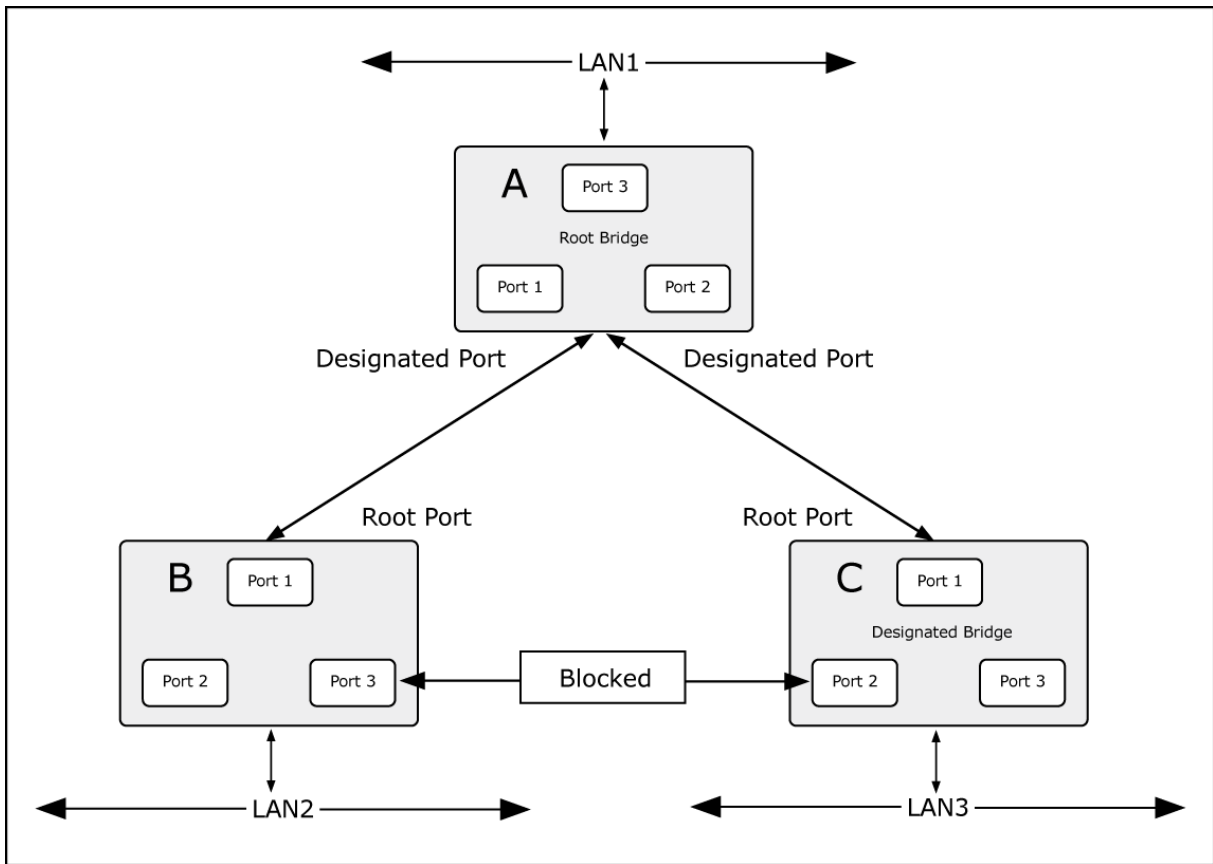 LAN1
A
Port 3
Root Bridge
Port 1
Port 2
Designated Port
Designated Port
Root Port
Root Port
B
Port 1
Port 2
Port 3
Blocked
C
Port 1
Designated Bridge
Port 2
Port 3
LAN2
LAN3